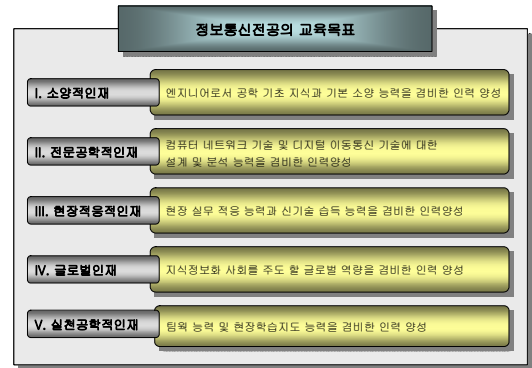 정보통신전공의 교육목표
I. 소양적인재
엔지니어로서 공학 기초 지식과 기본 소양 능력을 겸비한 인력 양성
II. 전문공학적인재
컴퓨터 네트워크 기술 및 디지털 이동통신 기술에 대한
설계 및 분석 능력을 겸비한 인력양성
III. 현장적응적인재
현장 실무 적응 능력과 신기술 습득 능력을 겸비한 인력양성
IV. 글로벌인재
지식정보화 사회를 주도 할 글로벌 역량을 겸비한 인력 양성
V. 실천공학적인재
팀웍 능력 및 현장학습지도 능력을 겸비한 인력 양성